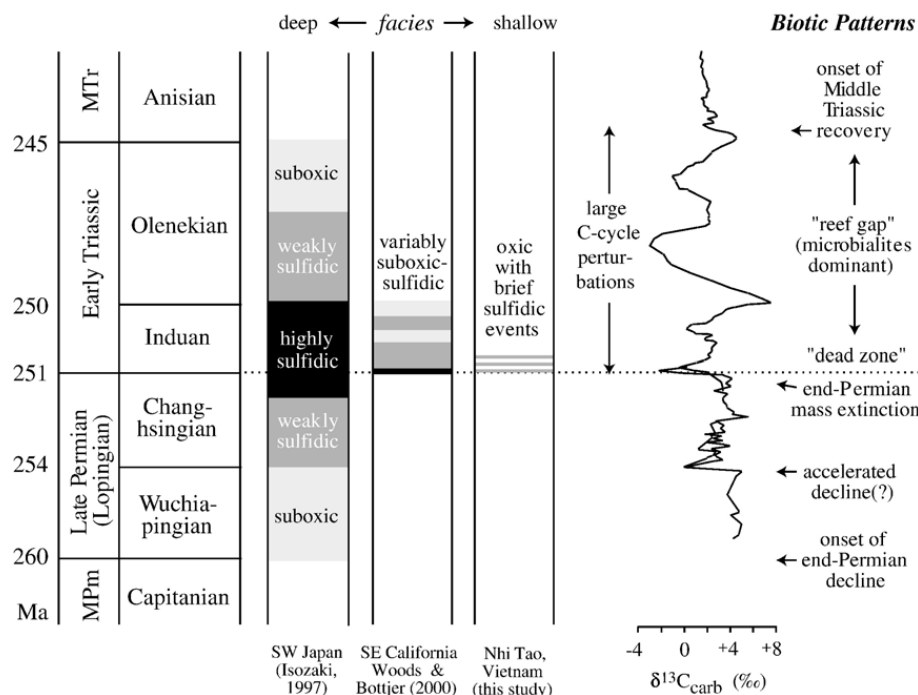 deep ← facies → shallow
Biotic Patterns
MTr
Anisian
245
Early Triassic
Olenekian
250
Induan
251
Late Permian
(Lopingian)
Chang-
hsingian
254
Wuchia-
pingian
260
MPm
Capitanian
Ma
suboxic
weakly
sulfidic
highly
sulfidic
weakly
sulfidic
suboxic
SW Japan
(Isozaki,
1997)
variably
suboxic-
sulfidic
SE California
Woods &
Bottjer (2000)
oxic
with
brief
sulfidic
events
Nhi Tao,
Vietnam
(this study)
large
C-cycle
pertur-
bations
-4 0 +4 +8
δ¹³Ccarb (‰)
onset of
Middle
Triassic
recovery
"reef gap"
(microbialites
dominant)
"dead zone"
end-Permian
mass extinction
accelerated
decline(?)
onset of
end-Permian
decline